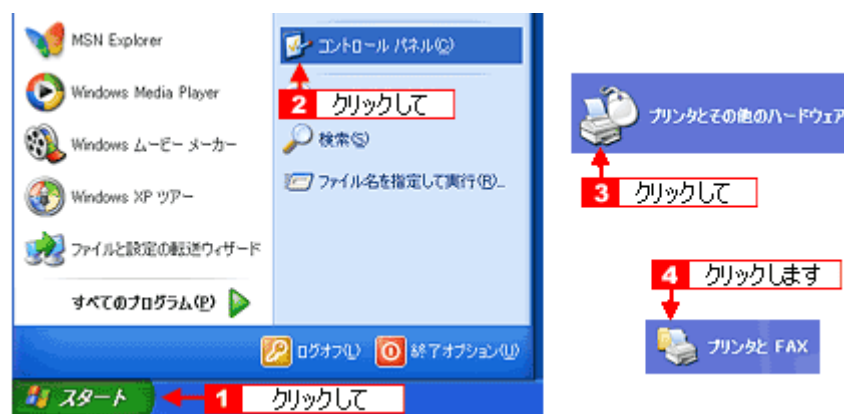 MSN Explorer
Windows Media Player
Windows ムービー メーカー
Windows XP ツアー
ファイルと設定の転送ウィザード
すべてのプログラム(P)
コントロール パネル(C)
2 クリックして
検索(S)
ファイル名を指定して実行(R)...
ログオフ(L)
終了オプション(U)
スタート
1 クリックして
プリンタとその他のハードウェア
3 クリックして
4 クリックします
プリンタと FAX